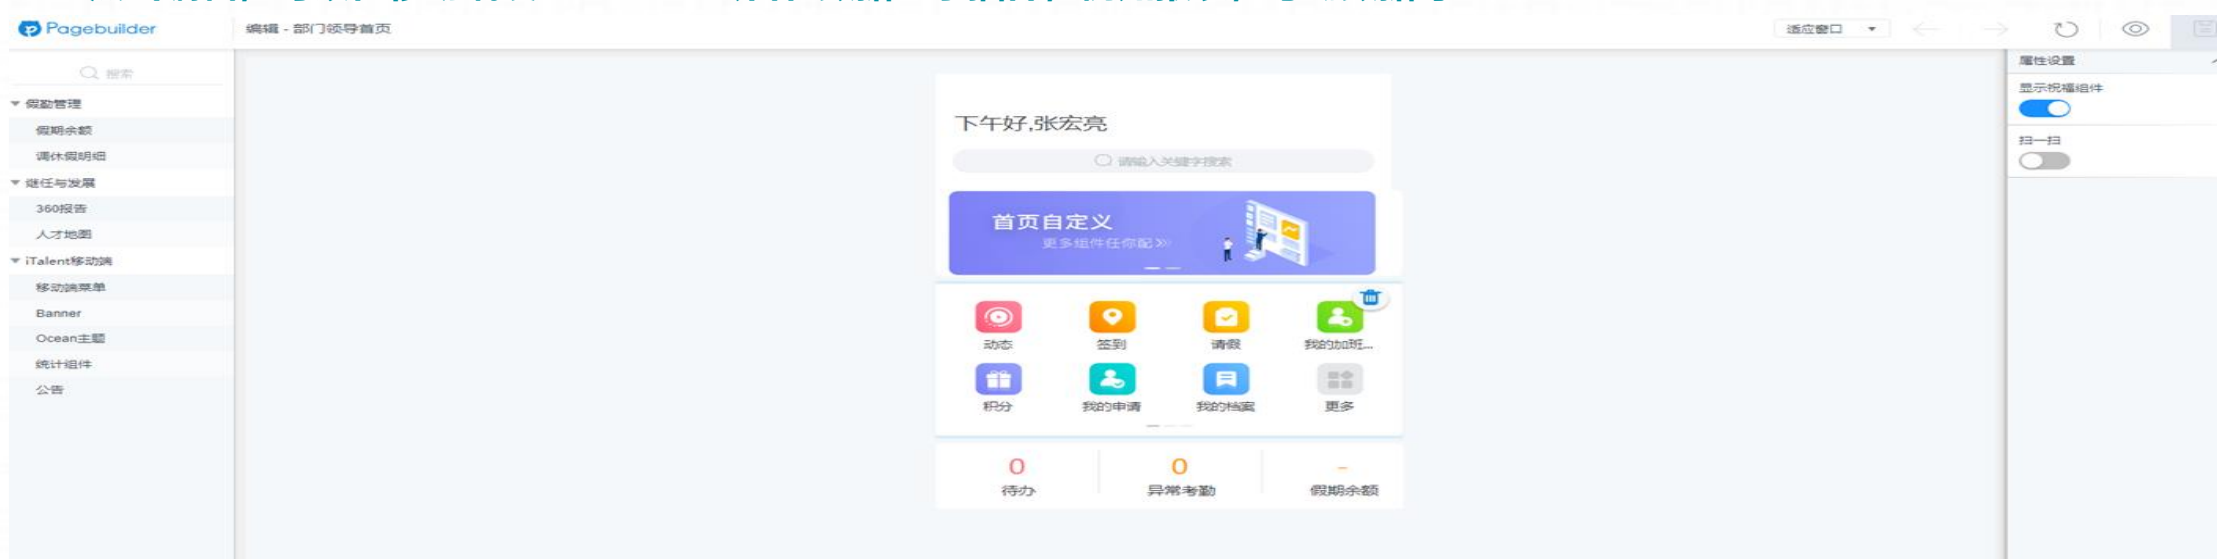 Pagebuilder
编辑 - 部门领导首页
适应窗口
搜索
假勤管理
假期余额
调休假明细
继任与发展
360报告
人才地图
iTalent移动端
移动端菜单
Banner
Ocean主题
统计组件
公告
下午好,张宏亮
请输入关键字搜索
首页自定义
更多组件任你配
动态 签到 请假 我的加班...
积分 我的申请 我的档案 更多
0 0 -
待办 异常考勤 假期余额
属性设置
显示祝福组件
扫一扫